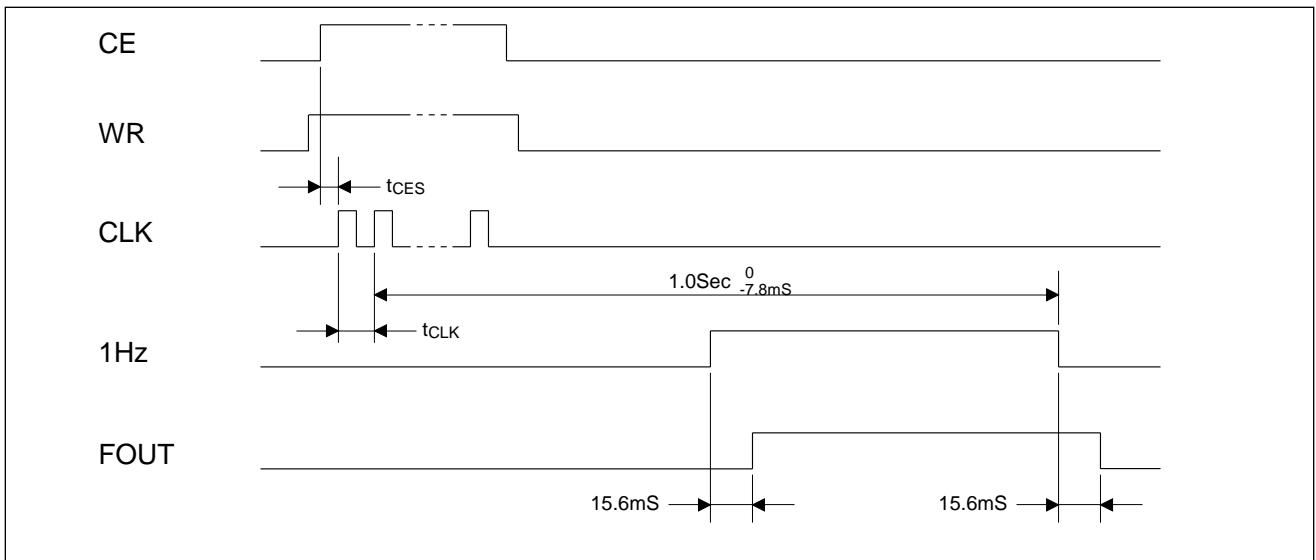 CE
WR
tCES
CLK
1.0Sec 0 -7.8mS
tCLK
1Hz
FOUT
15.6mS
15.6mS